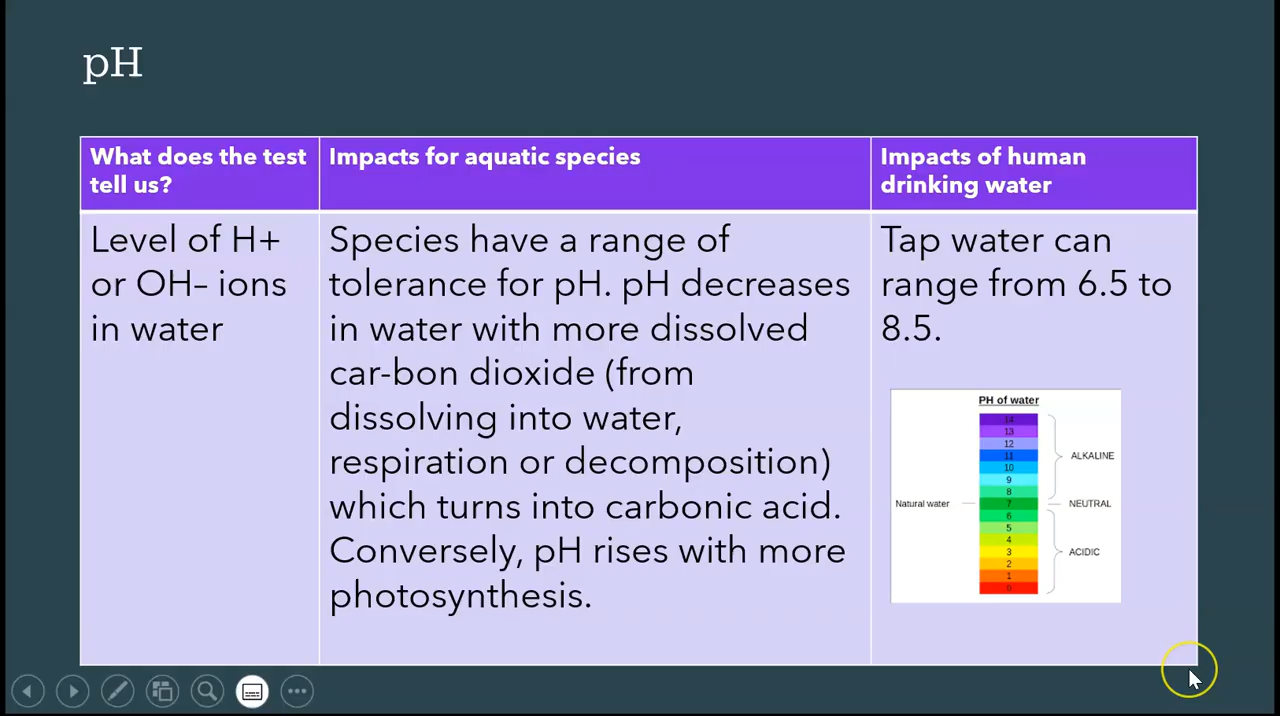 pH
What does the test
tell us?
Impacts for aquatic species
Impacts of human
drinking water
Level of H+
or OH– ions
in water
Species have a range of
tolerance for pH. pH decreases
in water with more dissolved
car-bon dioxide (from
dissolving into water,
respiration or decomposition)
which turns into carbonic acid.
Conversely, pH rises with more
photosynthesis.
Tap water can
range from 6.5 to
8.5.
PH of water
14
13
12
11
10
9
8
7
6
5
4
3
2
1
0
ALKALINE
Natural water
NEUTRAL
ACIDIC